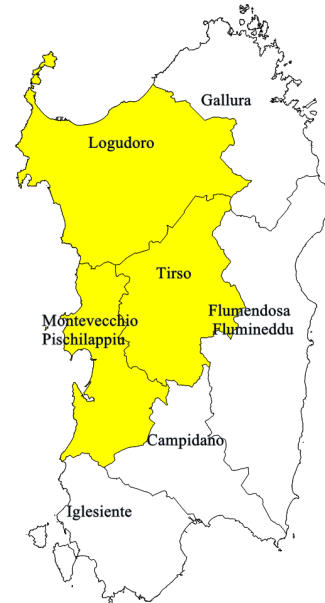 Gallura
Logudoro
Tirso
Flumendosa
Flumineddu
Montevecchio
Pischilappiu
Campidano
Iglesiente